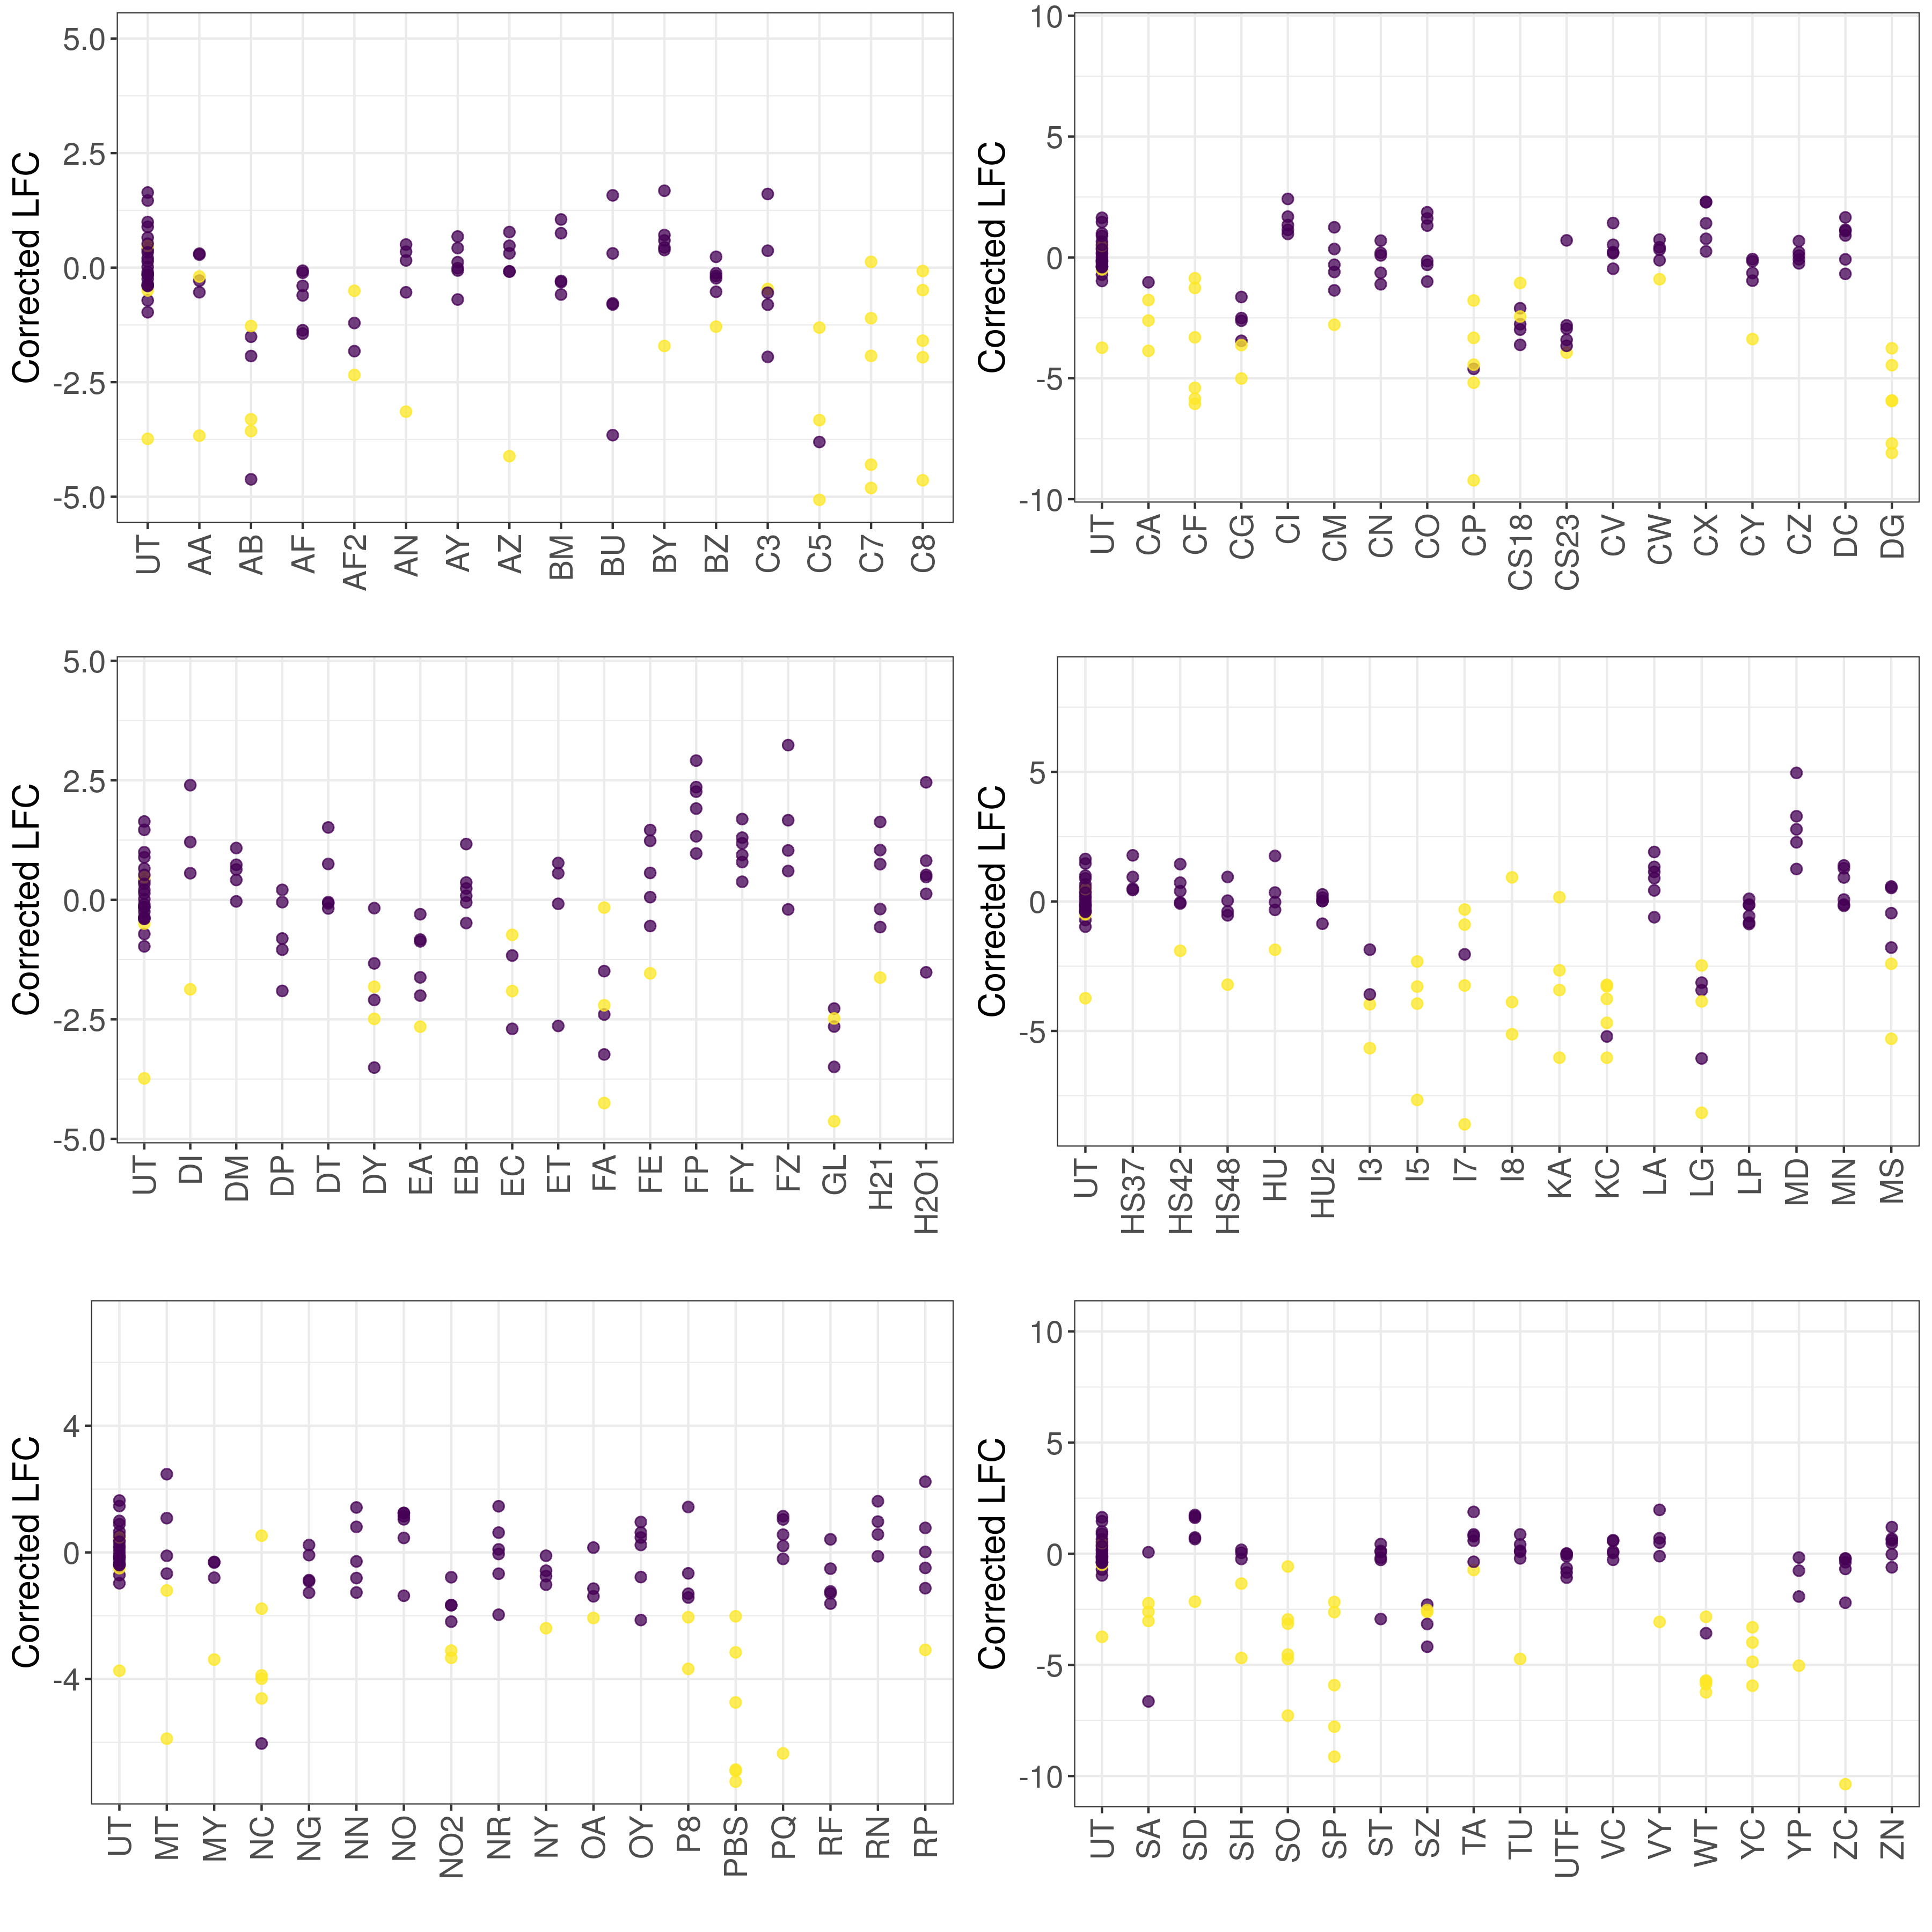 5.0
2.5
0.0
-2.5
-5.0
Corrected LFC
UT AA AB AF AF2 AN AY AZ BM BU BY BZ C3 C5 C7 C8
10
5
0
-5
-10
Corrected LFC
UT CA CF CG CI CM CN CO CP CS18 CS23 CV CW CX CY CZ DC DG
5.0
2.5
0.0
-2.5
-5.0
Corrected LFC
UT DI DM DP DT DY EA EB EC ET FA FE FP FY FZ GL H21 H2O1
5
0
-5
Corrected LFC
UT HS37 HS42 HS48 HU HU2 I3 I5 I7 I8 KA KC LA LG LP MD MN MS
4
0
-4
Corrected LFC
UT MT MY NC NG NN NO NO2 NR NY OA OY P8 PBS PQ RF RN RP
10
5
0
-5
-10
Corrected LFC
UT SA SD SH SO SP ST SZ TA TU UTF VC VY WT YC YP ZC ZN